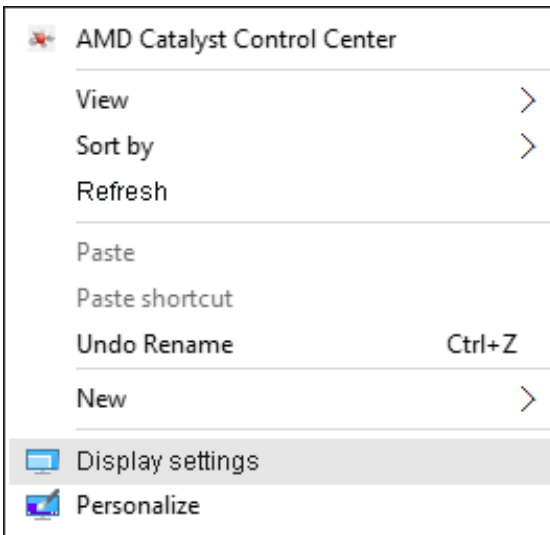 AMD Catalyst Control Center
View
Sort by
Refresh
Paste
Paste shortcut
Undo Rename Ctrl+Z
New
Display settings
Personalize